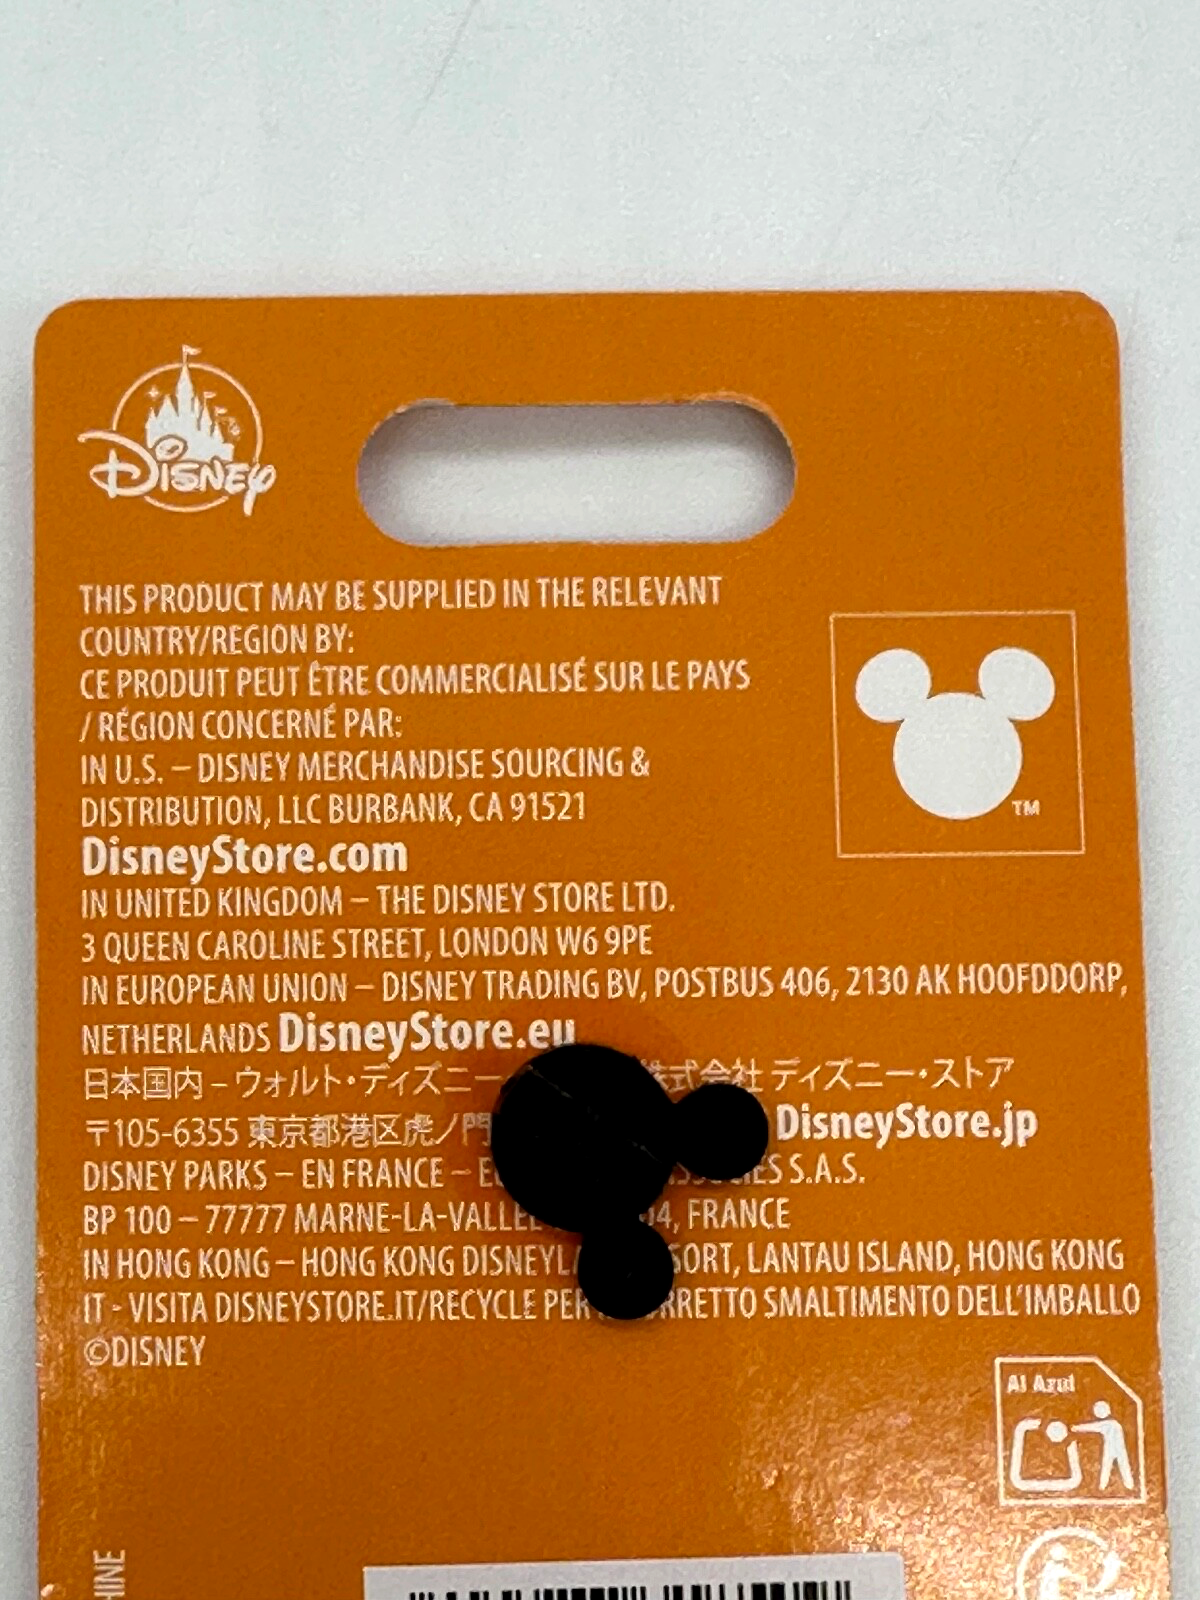 DISNEY
THIS PRODUCT MAY BE SUPPLIED IN THE RELEVANT
COUNTRY/REGION BY:
CE PRODUIT PEUT ÊTRE COMMERCIALISÉ SUR LE PAYS
/ RÉGION CONCERNÉ PAR:
IN U.S. – DISNEY MERCHANDISE SOURCING &
DISTRIBUTION, LLC BURBANK, CA 91521
DisneyStore.com
TM
IN UNITED KINGDOM – THE DISNEY STORE LTD.
3 QUEEN CAROLINE STREET, LONDON W6 9PE
IN EUROPEAN UNION – DISNEY TRADING BV, POSTBUS 406, 2130 AK HOOFDDORP,
NETHERLANDS DisneyStore.eu
日本国内 – ウォルト・ディズニー 株式会社 ディズニー・ストア
〒105-6355 東京都港区虎ノ門 DisneyStore.jp
DISNEY PARKS – EN FRANCE – S.A.S.
BP 100 – 77777 MARNE-LA-VALLÉE FRANCE
IN HONG KONG – HONG KONG LANTAU ISLAND, HONG KONG
IT - VISITA DISNEYSTORE.IT/RECYCLE SMALTIMENTO DELL'IMBALLO
©DISNEY
Al Azul